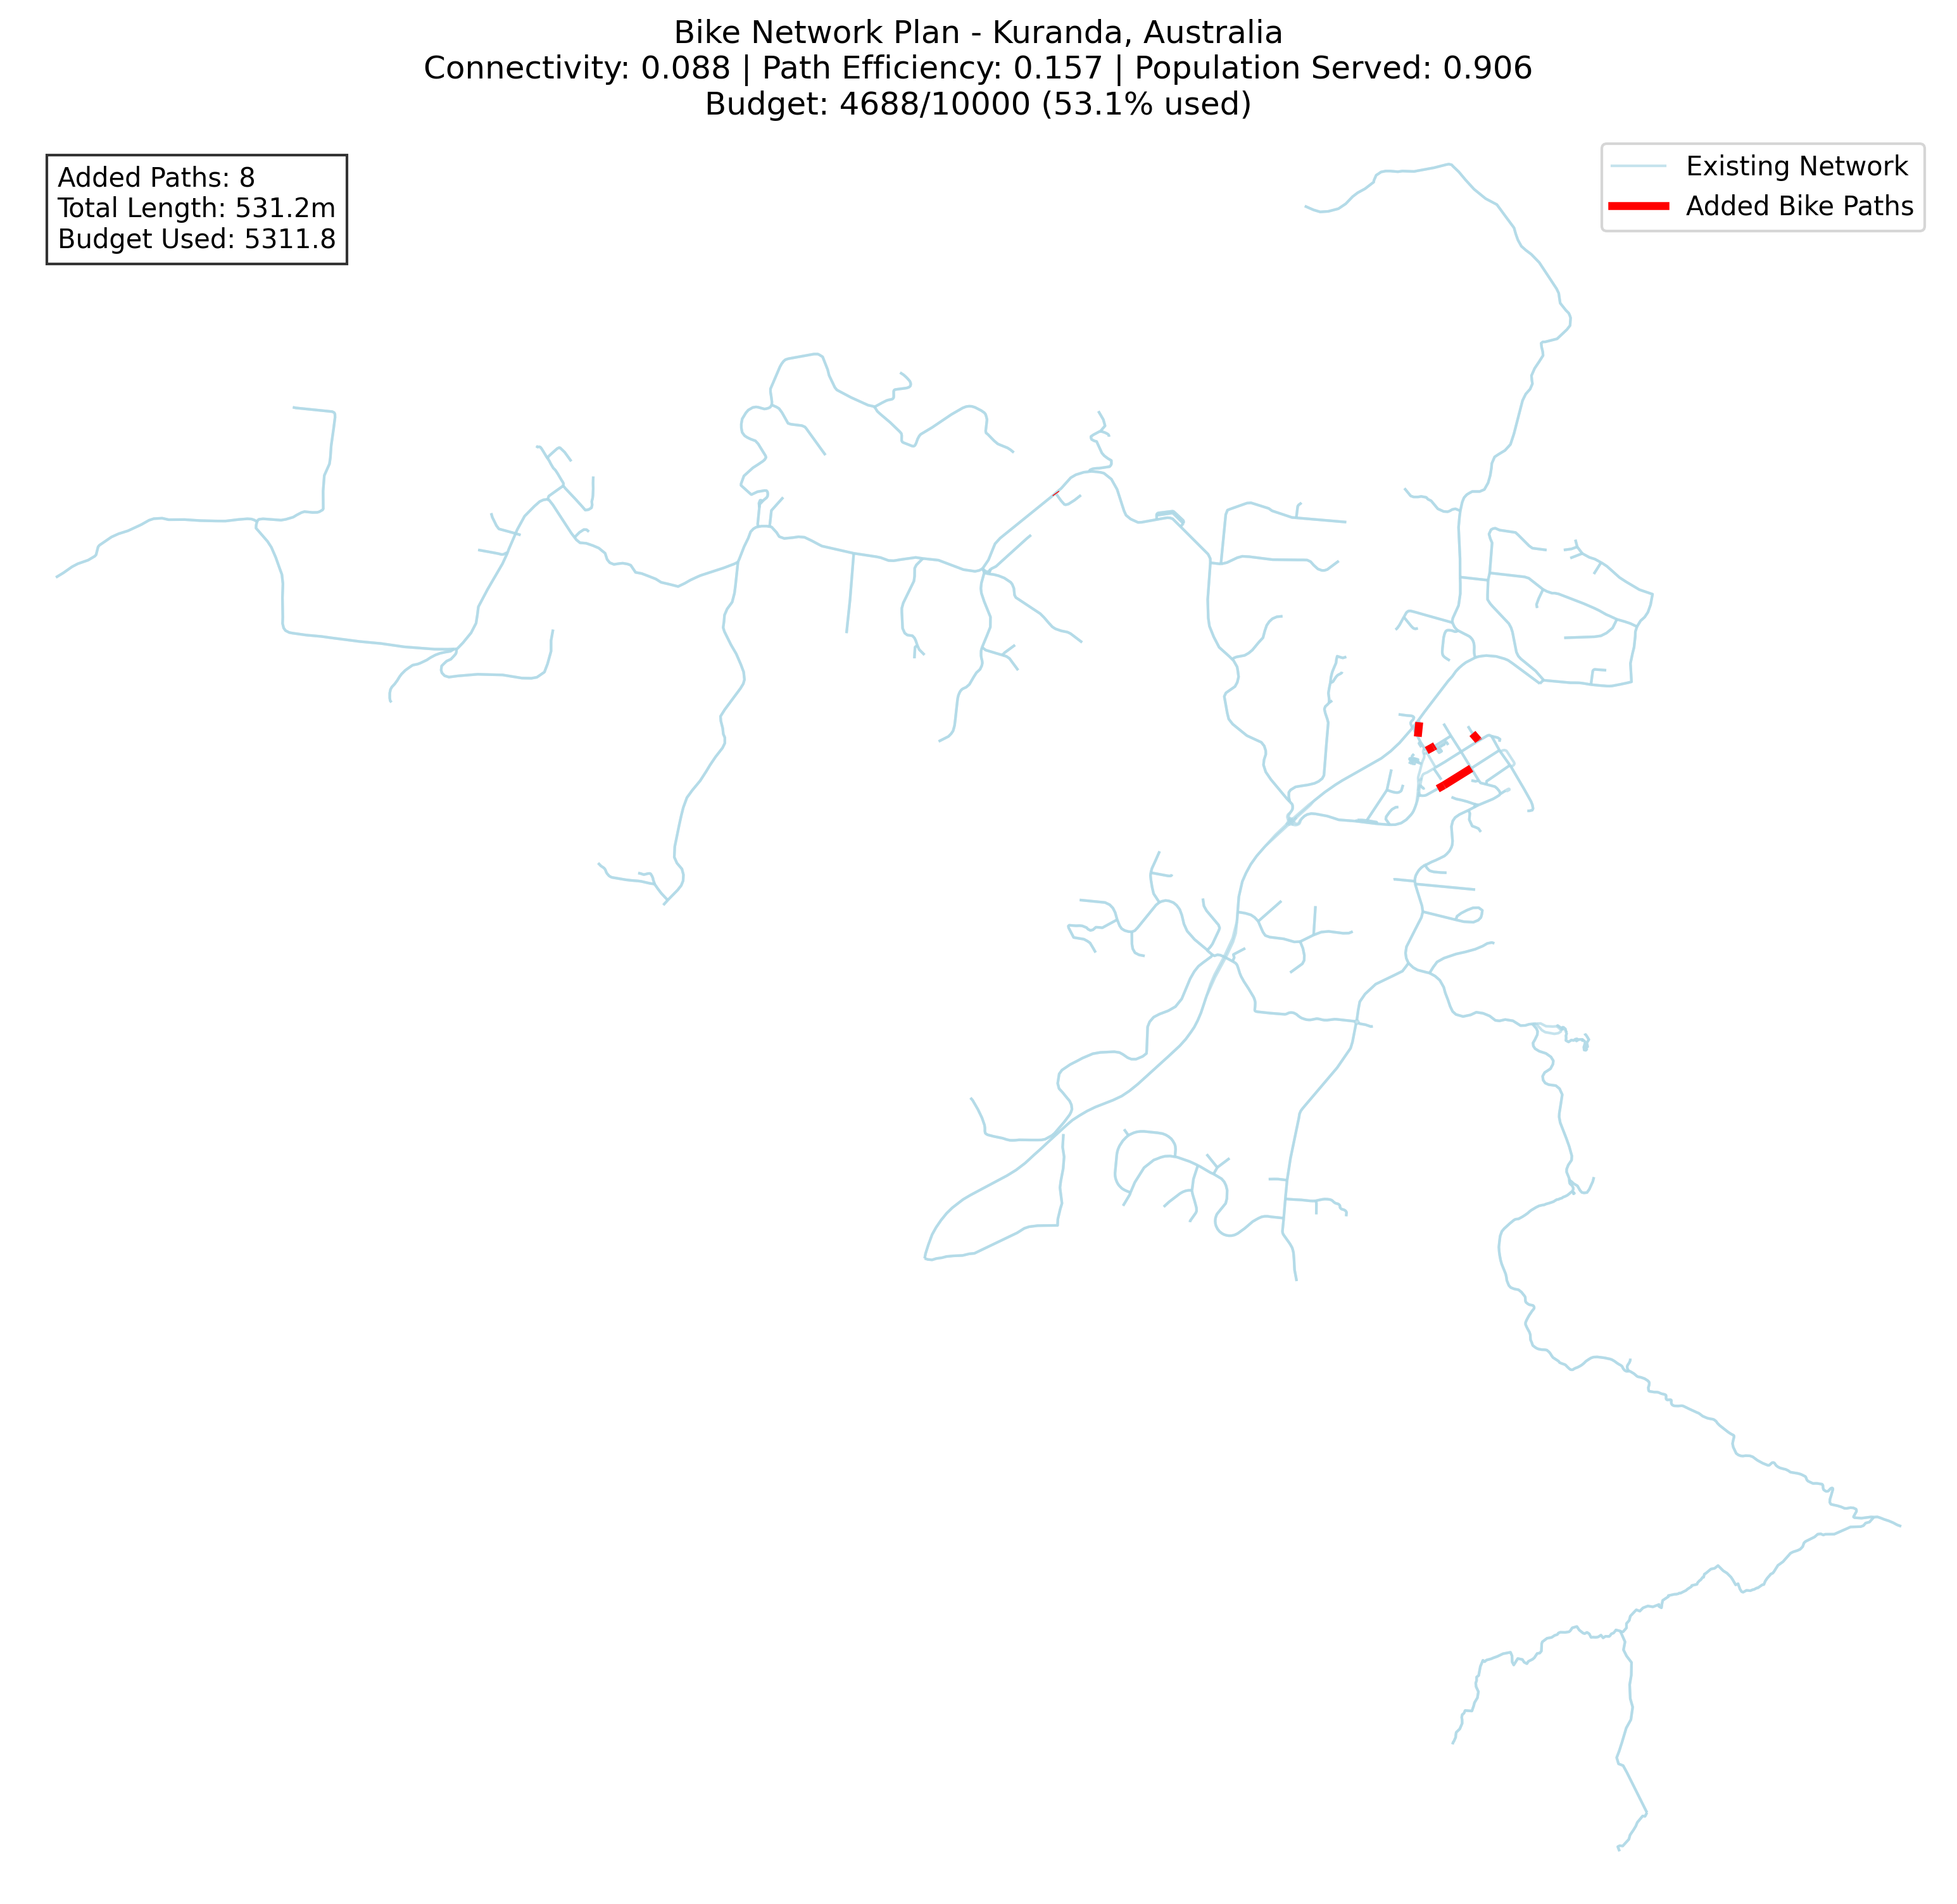 Bike Network Plan - Kuranda, Australia
Connectivity: 0.088 | Path Efficiency: 0.157 | Population Served: 0.906
Budget: 4688/10000 (53.1% used)
Added Paths: 8
Total Length: 531.2m
Budget Used: 5311.8
Existing Network
Added Bike Paths